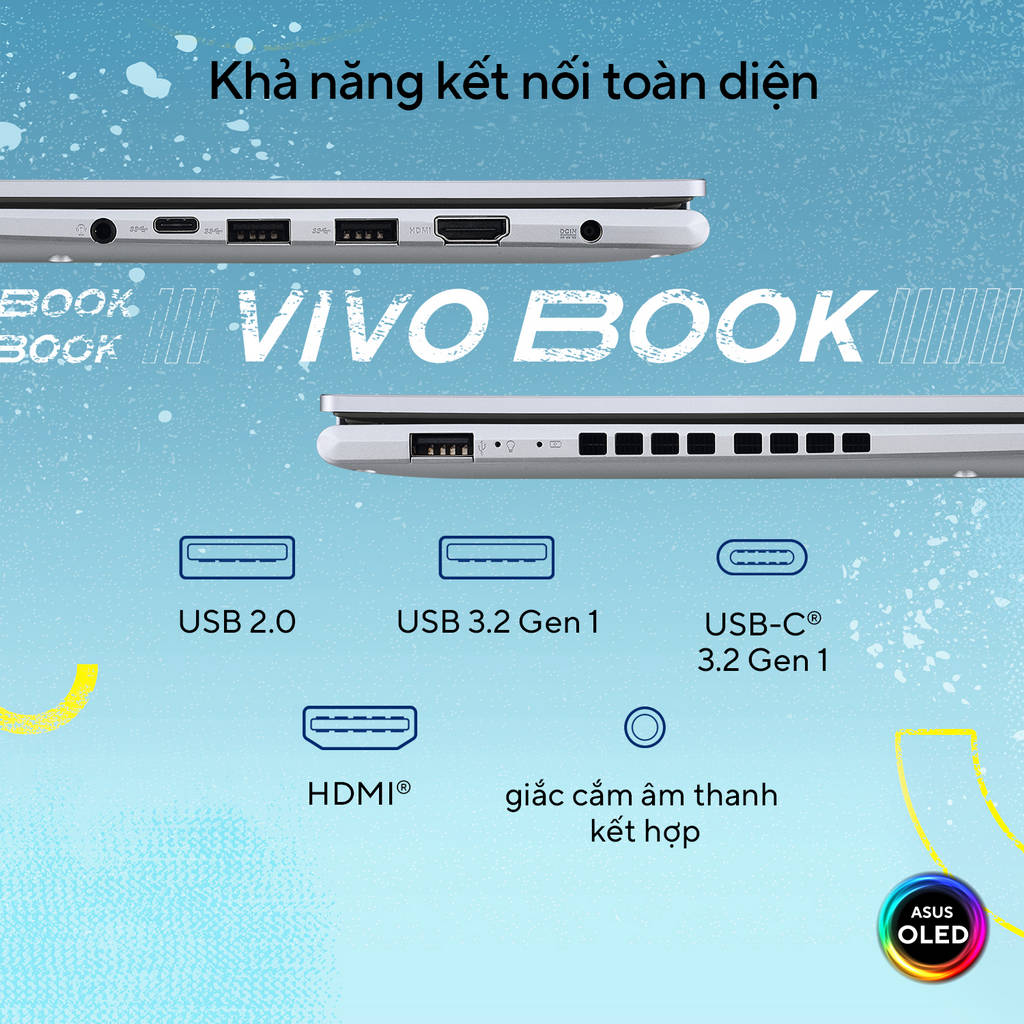 Khả năng kết nối toàn diện
HDMI
DCIN
BOOK
BOOK
VIVO BOOK
USB 2.0
USB 3.2 Gen 1
USB-C®
3.2 Gen 1
HDMI®
giắc cắm âm thanh
kết hợp
ASUS
OLED